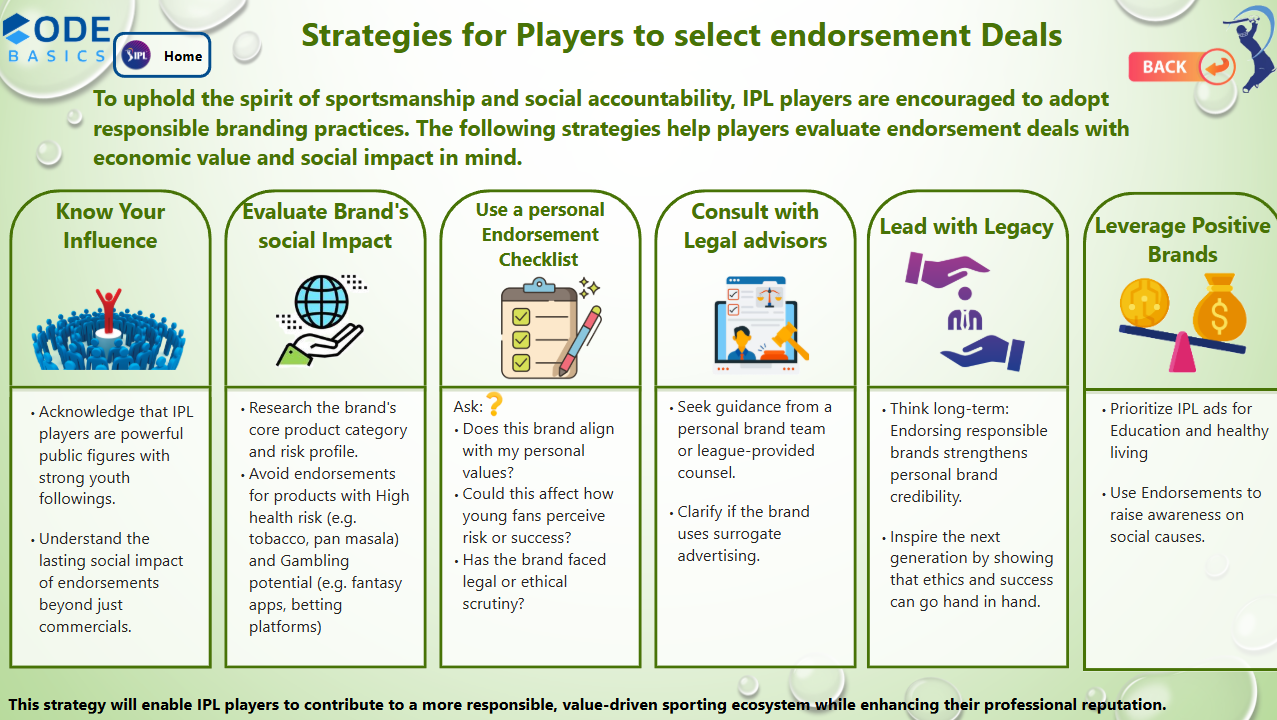 CODE
BASICS
IPL
Home
Strategies for Players to select endorsement Deals
BACK
To uphold the spirit of sportsmanship and social accountability, IPL players are encouraged to adopt
responsible branding practices. The following strategies help players evaluate endorsement deals with
economic value and social impact in mind.
Know Your
Influence
• Acknowledge that IPL
players are powerful
public figures with
strong youth
followings.
• Understand the
lasting social impact
of endorsements
beyond just
commercials.
Evaluate Brand's
social Impact
• Research the brand's
core product category
and risk profile.
• Avoid endorsements
for products with High
health risk (e.g.
tobacco, pan masala)
and Gambling
potential (e.g. fantasy
apps, betting
platforms)
Use a personal
Endorsement
Checklist
Ask:❓
• Does this brand align
with my personal
values?
• Could this affect how
young fans perceive
risk or success?
• Has the brand faced
legal or ethical
scrutiny?
Consult with
Legal advisors
• Seek guidance from a
personal brand team
or league-provided
counsel.
• Clarify if the brand
uses surrogate
advertising.
Lead with Legacy
• Think long-term:
Endorsing responsible
brands strengthens
personal brand
credibility.
• Inspire the next
generation by showing
that ethics and success
can go hand in hand.
Leverage Positive
Brands
$
• Prioritize IPL ads for
Education and healthy
living
• Use Endorsements to
raise awareness on
social causes.
This strategy will enable IPL players to contribute to a more responsible, value-driven sporting ecosystem while enhancing their professional reputation.